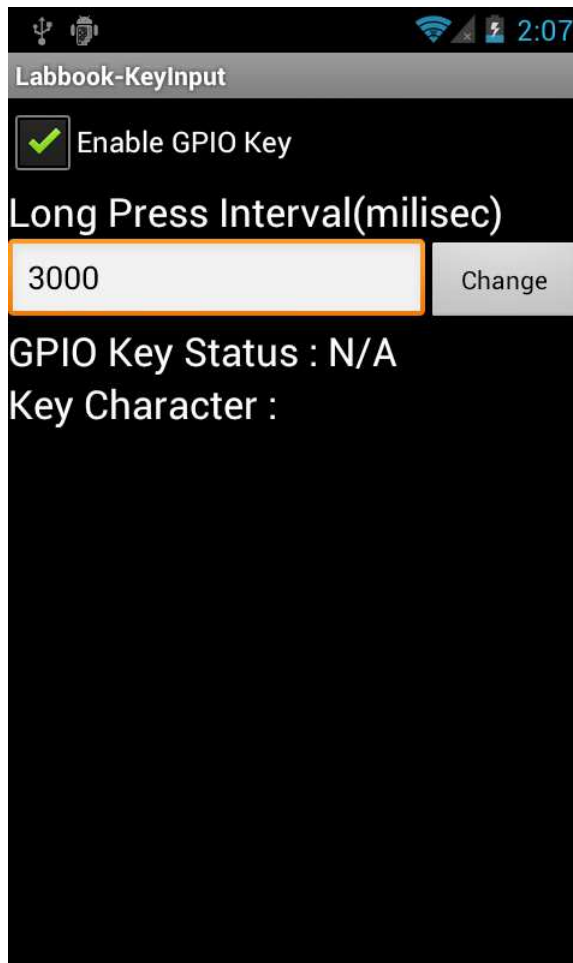 2:07
Labbook-KeyInput
Enable GPIO Key
Long Press Interval(milisec)
3000 Change
GPIO Key Status : N/A
Key Character :